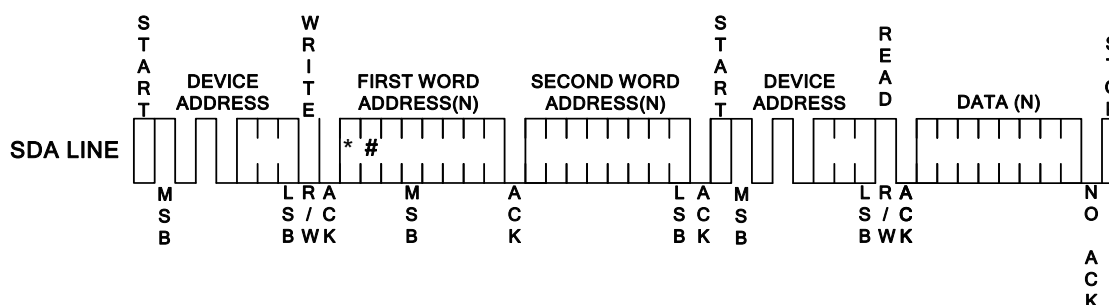 START
WRITE
START
READ
DEVICE
ADDRESS
FIRST WORD
ADDRESS(N)
SECOND WORD
ADDRESS(N)
DEVICE
ADDRESS
DATA (N)
SDA LINE
* #
MSB
LSB
R/W
ACK
MSB
ACK
LSB
ACK
MSB
LSB
R/W
ACK
NO ACK